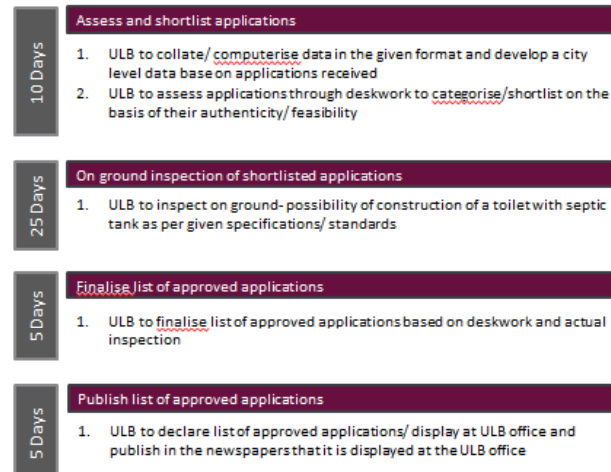 10 Days
Assess and shortlist applications
1. ULB to collate/ computerise data in the given format and develop a city
level data base on applications received
2. ULB to assess applications through deskwork to categorise/shortlist on the
basis of their authenticity/ feasibility
25 Days
On ground inspection of shortlisted applications
1. ULB to inspect on ground- possibility of construction of a toilet with septic
tank as per given specifications/ standards
5 Days
Finalise list of approved applications
1. ULB to finalise list of approved applications based on deskwork and actual
inspection
5 Days
Publish list of approved applications
1. ULB to declare list of approved applications/ display at ULB office and
publish in the newspapers that it is displayed at the ULB office